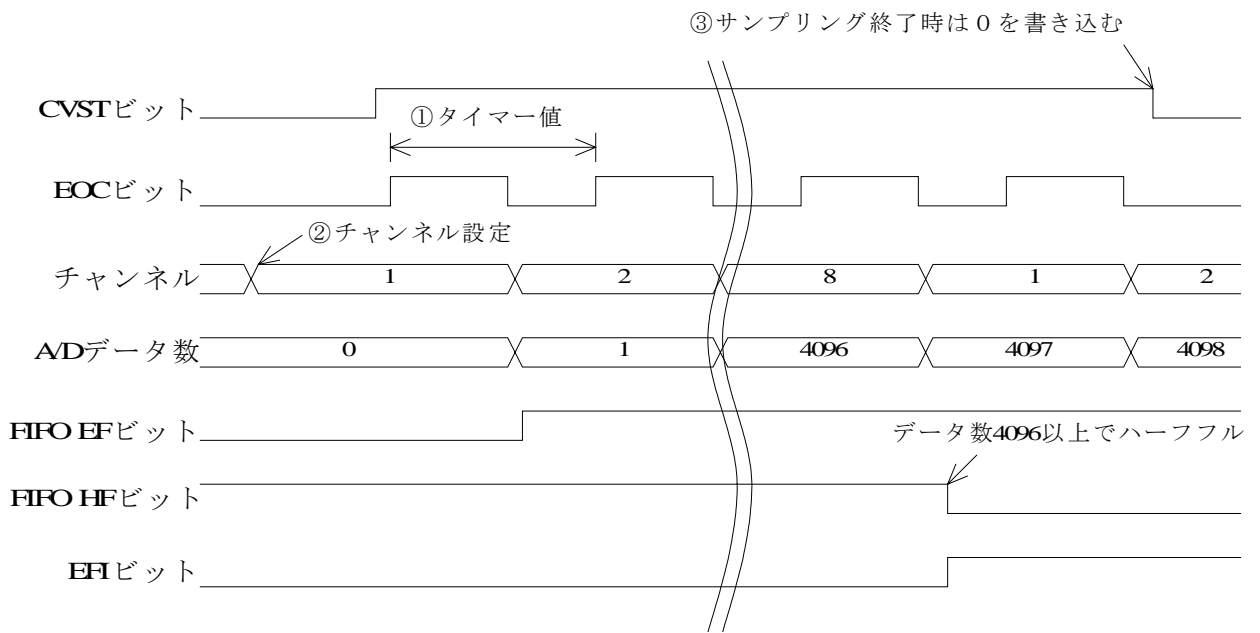 ③サンプリング終了時は0を書き込む
CVSTビット
①タイマー値
EOCビット
②チャンネル設定
チャンネル 1 2 8 1 2
A/Dデータ数 0 1 4096 4097 4098
FIFO EFビット
データ数4096以上でハーフフル
FIFO HFビット
EFIビット